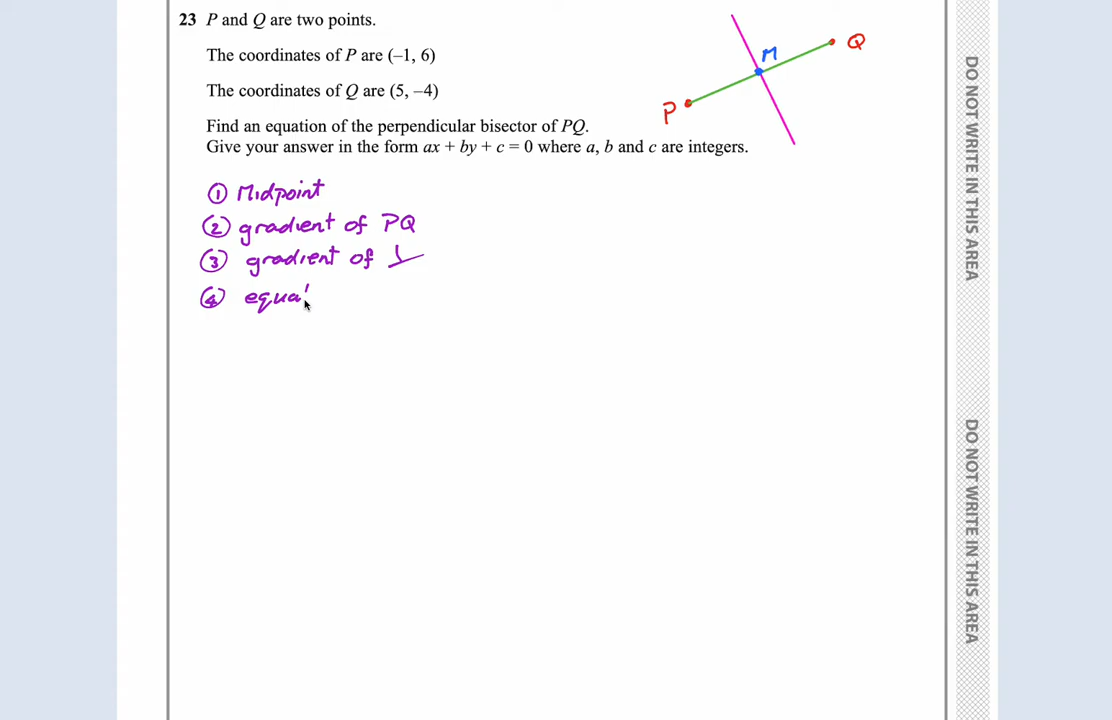 23 P and Q are two points.
The coordinates of P are (–1, 6)
The coordinates of Q are (5, –4)
Find an equation of the perpendicular bisector of PQ.
Give your answer in the form ax + by + c = 0 where a, b and c are integers.
P
M
Q
① Midpoint
② gradient of PQ
③ gradient of ⊥
④ equa
DO NOT WRITE IN THIS AREA
DO NOT WRITE IN THIS AREA